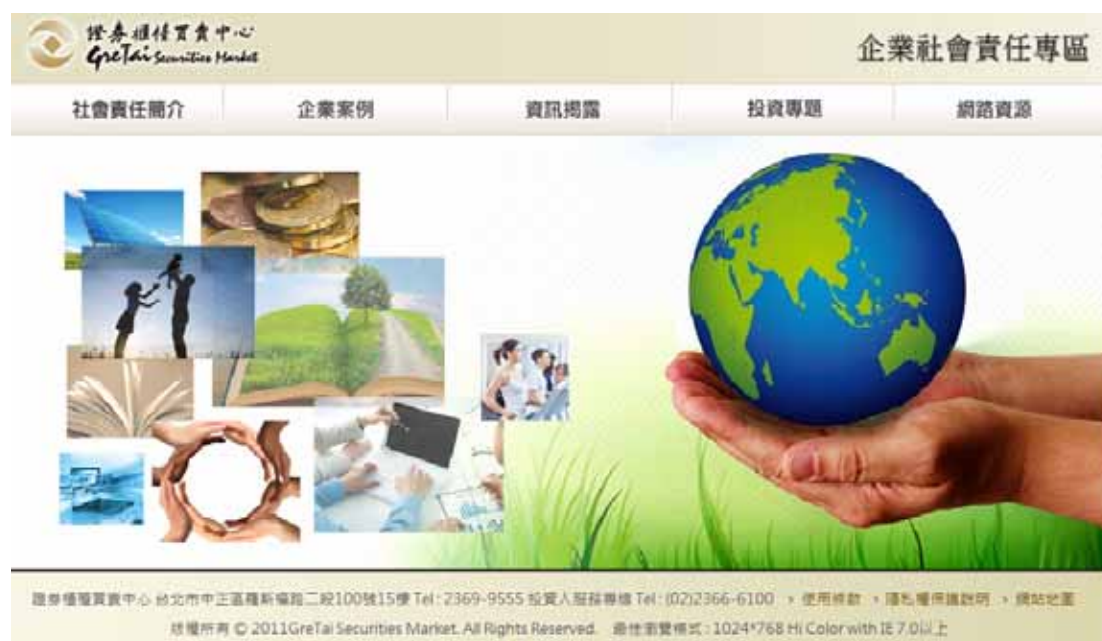 證券櫃檯買賣中心
GreTai Securities Market
企業社會責任專區
社會責任簡介 企業案例 資訊揭露 投資專題 網路資源
證券櫃檯買賣中心 台北市中正區羅斯福路二段100號15樓 Tel: 2369-9555 投資人服務專線 Tel: (02)2366-6100 › 使用條款 › 隱私權保護說明 › 網站地圖
版權所有 © 2011GreTai Securities Market. All Rights Reserved. 最佳瀏覽模式 : 1024*768 Hi Color with IE 7.0以上